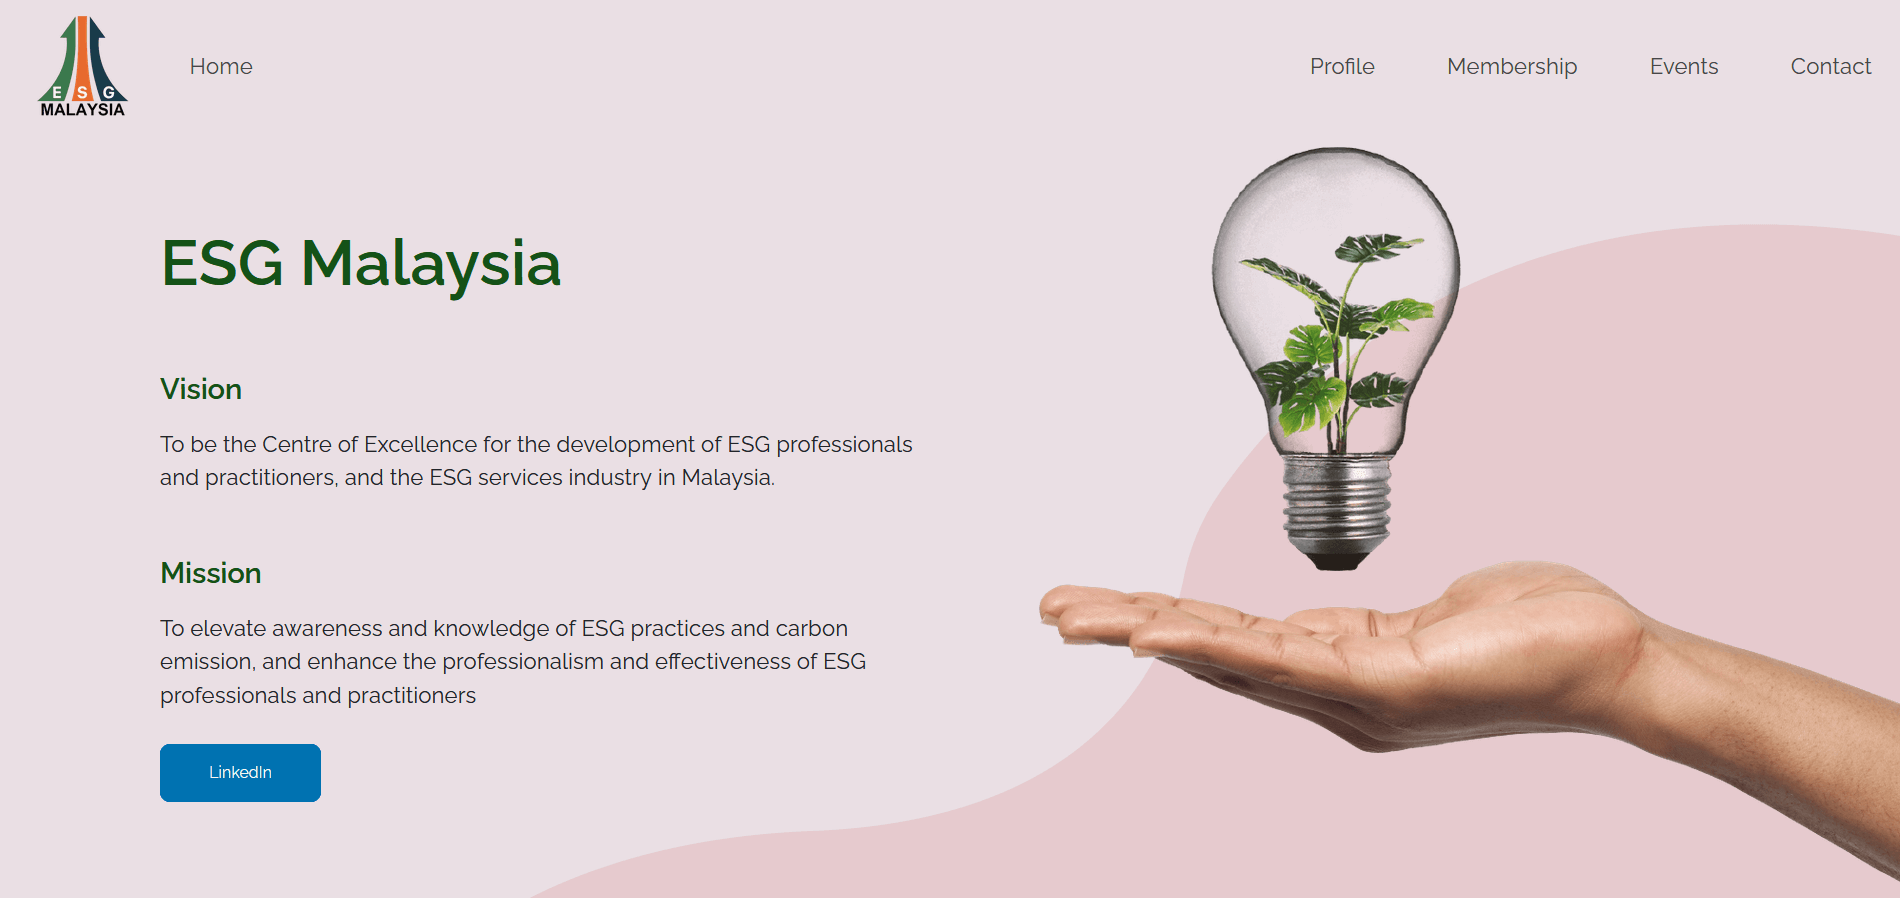 E S G
MALAYSIA
Home
Profile
Membership
Events
Contact
ESG Malaysia
Vision
To be the Centre of Excellence for the development of ESG professionals
and practitioners, and the ESG services industry in Malaysia.
Mission
To elevate awareness and knowledge of ESG practices and carbon
emission, and enhance the professionalism and effectiveness of ESG
professionals and practitioners
LinkedIn